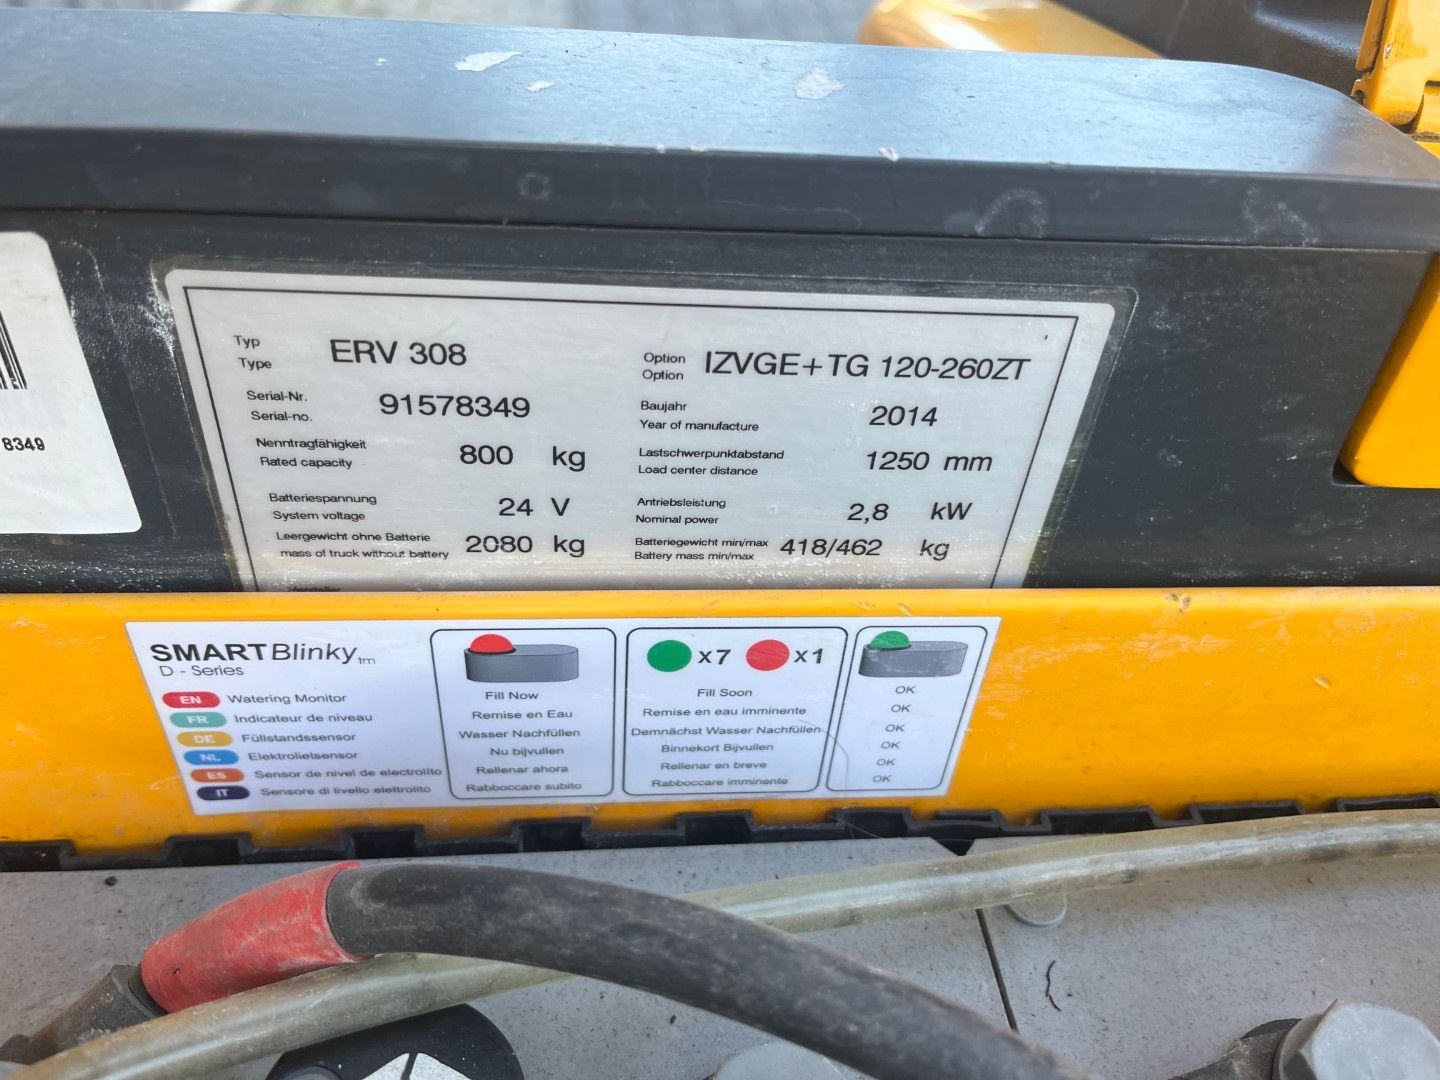 8349
Typ
Type
ERV 308
Option
Option
IZVGE+TG 120-260ZT
Serial-Nr.
Serial-no.
91578349
Baujahr
Year of manufacture
2014
Nenntragfähigkeit
Rated capacity
800 kg
Lastschwerpunktabstand
Load center distance
1250 mm
Batteriespannung
System voltage
24 V
Antriebsleistung
Nominal power
2,8 kW
Leergewicht ohne Batterie
mass of truck without battery
2080 kg
Batteriegewicht min/max
Battery mass min/max
418/462 kg
SMARTBlinky tm
D - Series
EN Watering Monitor
FR Indicateur de niveau
DE Füllstandssensor
NL Elektrolietsensor
ES Sensor de nivel de electrolito
IT Sensore di livello elettrolito
Fill Now
Remise en Eau
Wasser Nachfüllen
Nu bijvullen
Rellenar ahora
Rabboccare subito
x7 x1
Fill Soon
Remise en eau imminente
Demnächst Wasser Nachfüllen
Binnekort Bijvullen
Rellenar en breve
Rabboccare imminente
OK
OK
OK
OK
OK
OK